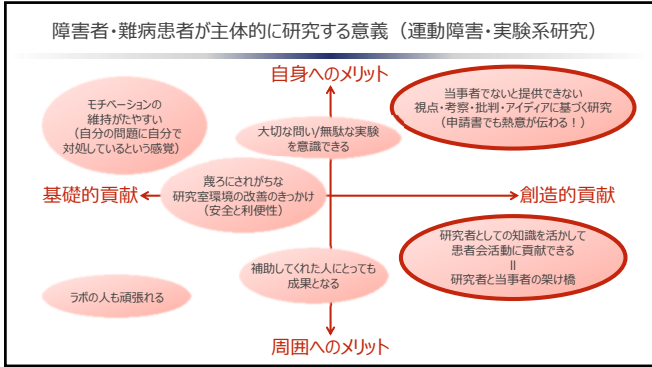 障害者・難病患者が主体的に研究する意義（運動障害・実験系研究）
自身へのメリット
モチベーションの
維持がたやすい
（自分の問題に自分で
対処しているという感覚）
大切な問い/無駄な実験
を意識できる
当事者でないと提供できない
視点・考察・批判・アイディアに基づく研究
（申請書でも熱意が伝わる！）
基礎的貢献
蔑ろにされがちな
研究室環境の改善のきっかけ
（安全と利便性）
創造的貢献
補助してくれた人にとっても
成果となる
研究者としての知識を活かして
患者会活動に貢献できる
＝
研究者と当事者の架け橋
ラボの人も頑張れる
周囲へのメリット